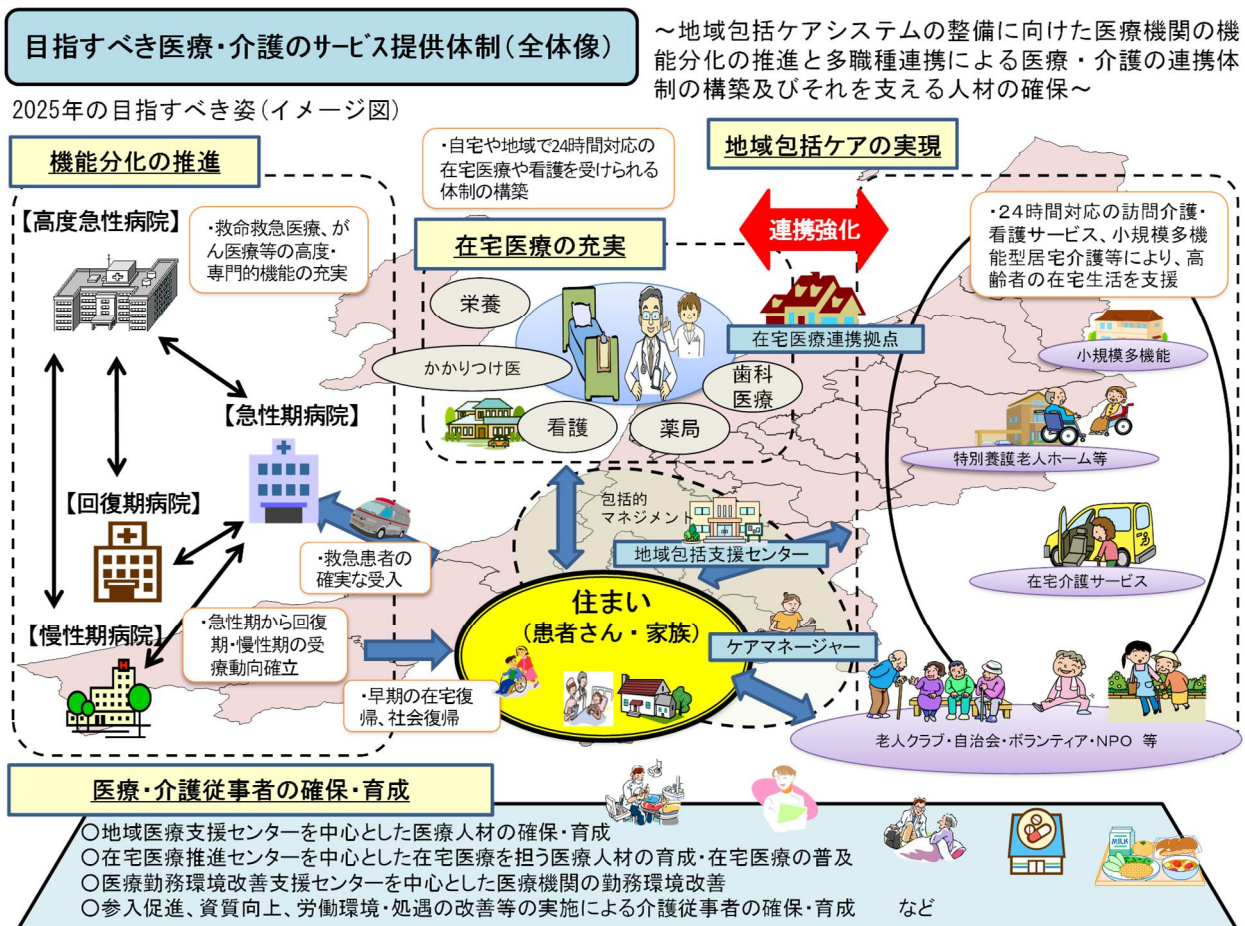 目指すべき医療・介護のサービス提供体制(全体像)
～地域包括ケアシステムの整備に向けた医療機関の機
能分化の推進と多職種連携による医療・介護の連携体
制の構築及びそれを支える人材の確保～
2025年の目指すべき姿(イメージ図)
機能分化の推進
【高度急性病院】
・救命救急医療、が
ん医療等の高度・
専門的機能の充実
【急性期病院】
【回復期病院】
【慢性期病院】
・救急患者の
確実な受入
・急性期から回復
期・慢性期の受
療動向確立
・早期の在宅復
帰、社会復帰
・自宅や地域で24時間対応の
在宅医療や看護を受けられる
体制の構築
在宅医療の充実
栄養
かかりつけ医
看護
薬局
歯科
医療
連携強化
在宅医療連携拠点
包括的
マネジメント
地域包括支援センター
住まい
(患者さん・家族)
ケアマネージャー
地域包括ケアの実現
・24時間対応の訪問介護・
看護サービス、小規模多機
能型居宅介護等により、高
齢者の在宅生活を支援
小規模多機能
特別養護老人ホーム等
在宅介護サービス
老人クラブ・自治会・ボランティア・NPO 等
医療・介護従事者の確保・育成
○地域医療支援センターを中心とした医療人材の確保・育成
○在宅医療推進センターを中心とした在宅医療を担う医療人材の育成・在宅医療の普及
○医療勤務環境改善支援センターを中心とした医療機関の勤務環境改善
○参入促進、資質向上、労働環境・処遇の改善等の実施による介護従事者の確保・育成 など
H
MILK